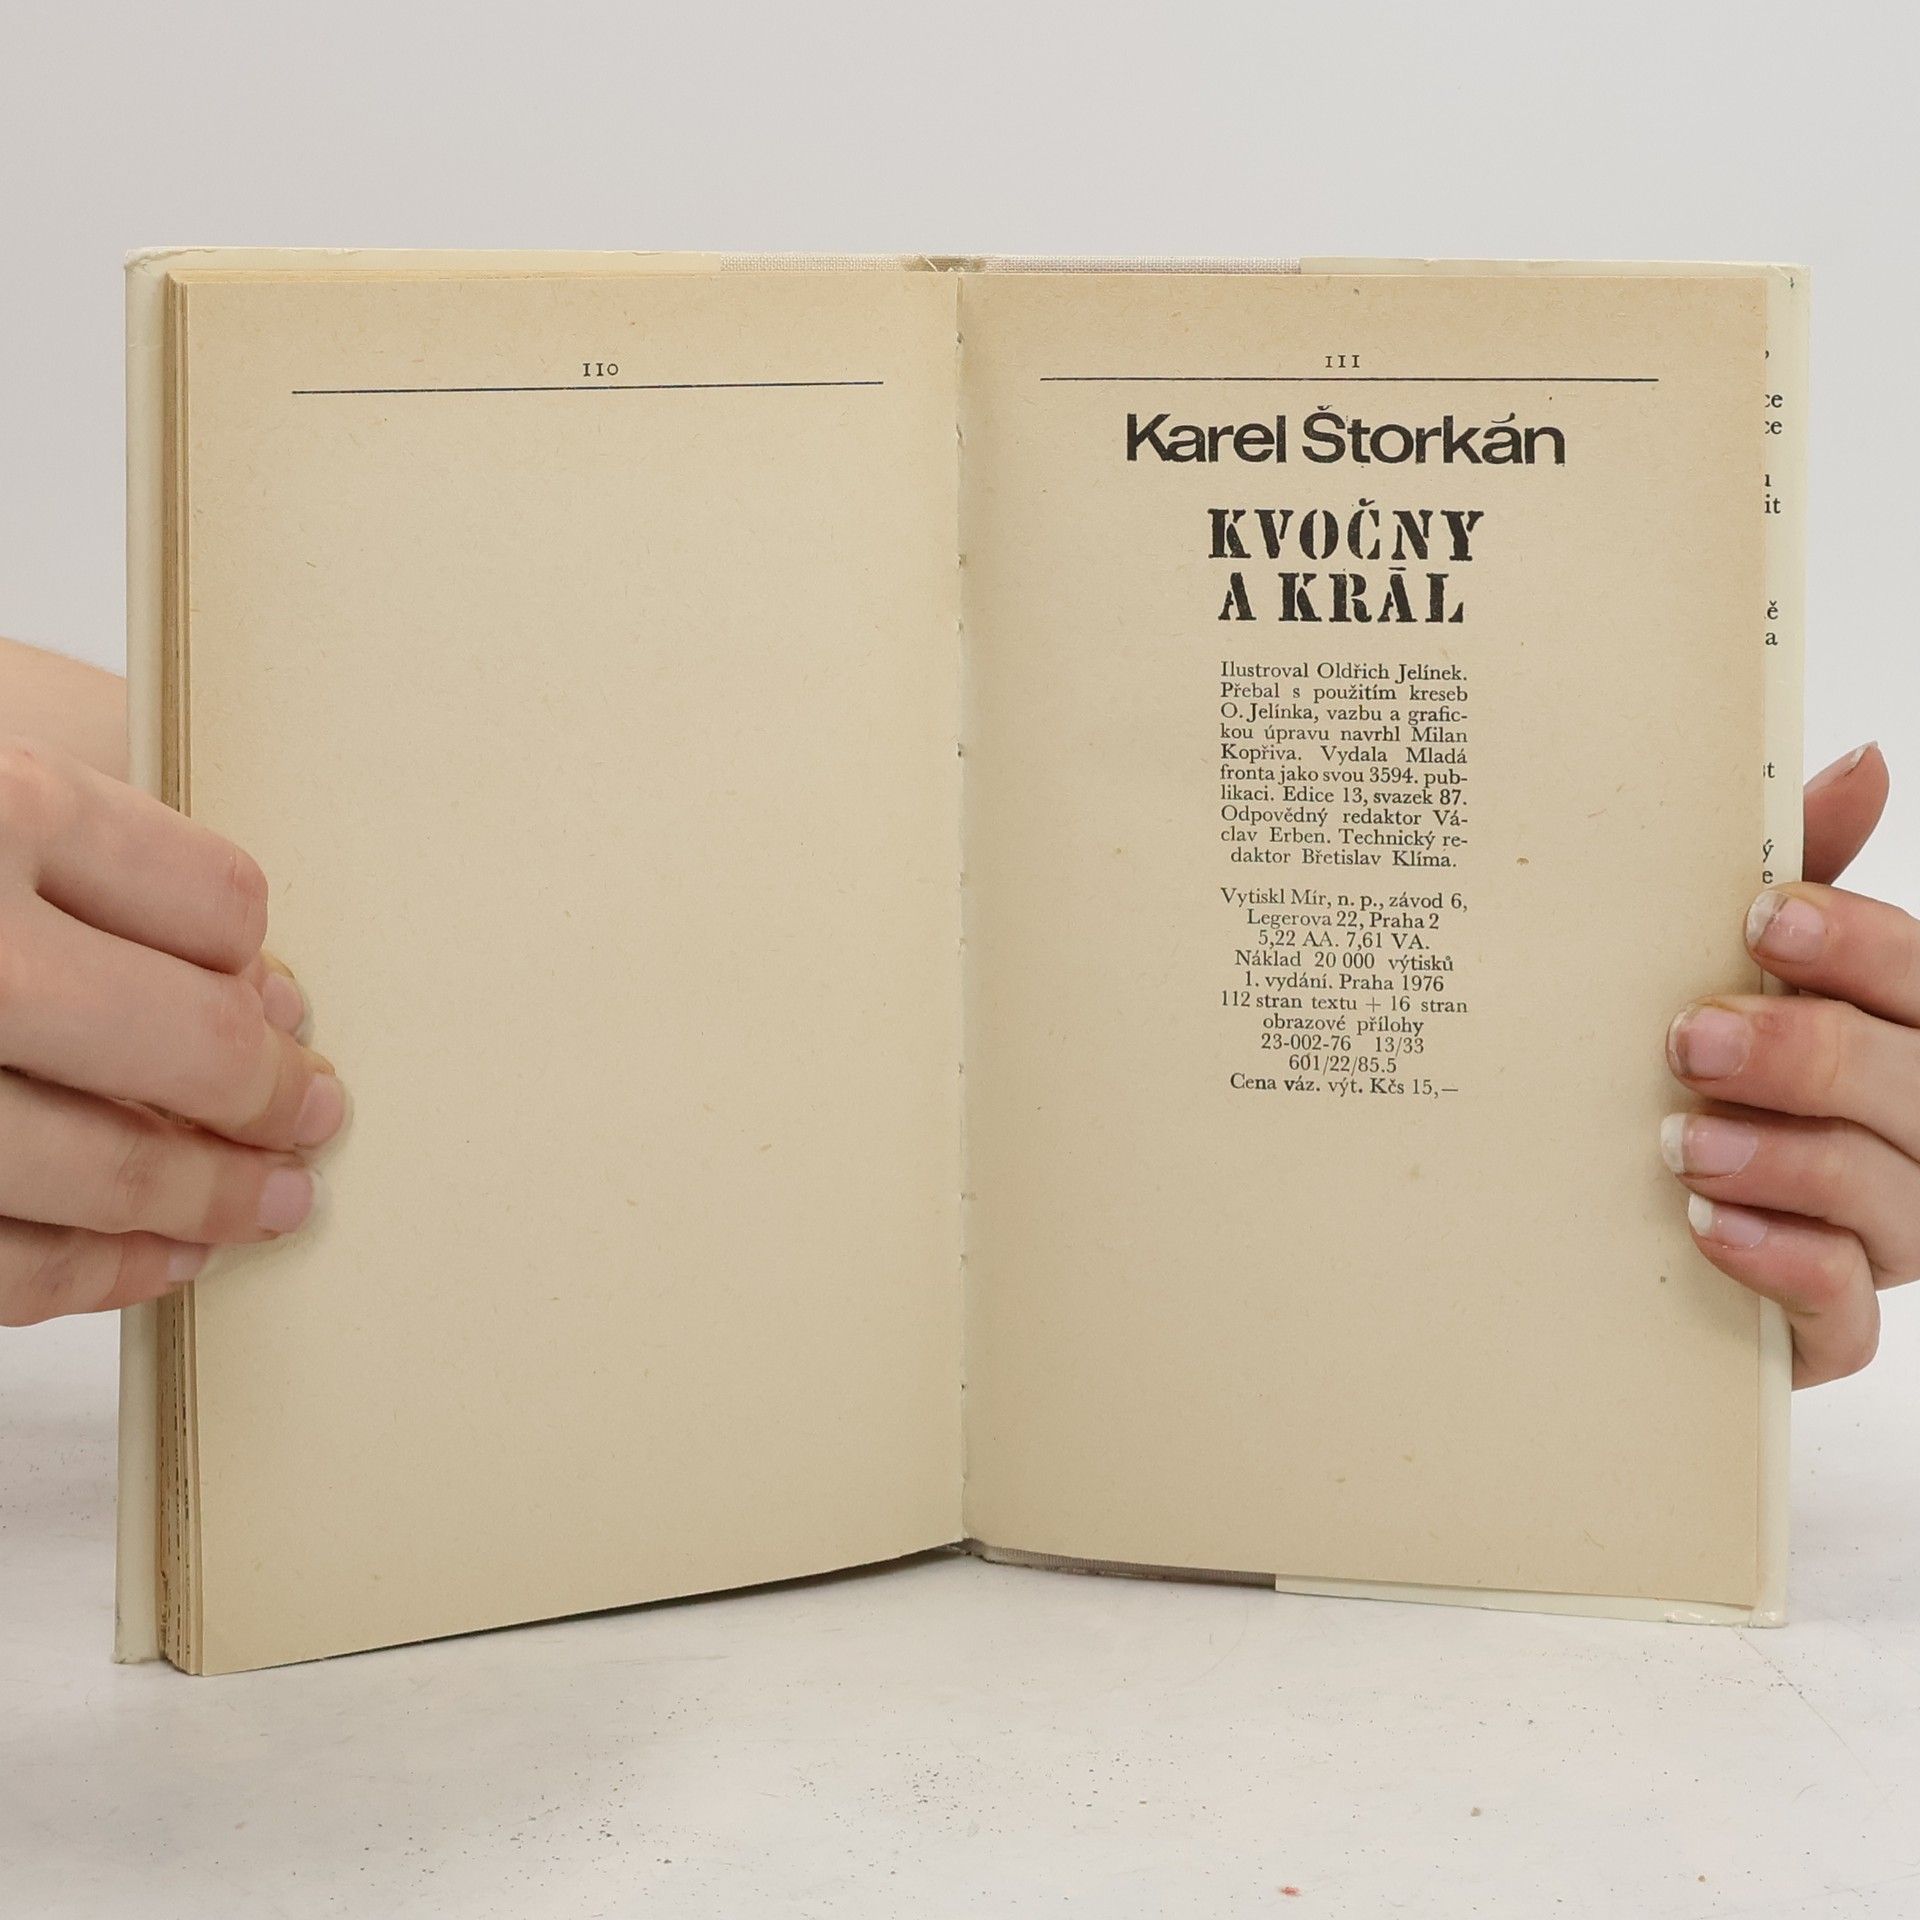 110
111
Karel Štorkán
KVOČNY
A KRÁL
Ilustroval Oldřich Jelínek.
Přebal s použitím kreseb
O. Jelínka, vazbu a grafic-
kou úpravu navrhl Milan
Kopřiva. Vydala Mladá
fronta jako svou 3594. pub-
likaci. Edice 13, svazek 87.
Odpovědný redaktor Vá-
clav Erben. Technický re-
daktor Břetislav Klíma.
Vytiskl Mír, n. p., závod 6,
Legerova 22, Praha 2
5,22 AA. 7,61 VA.
Náklad 20 000 výtisků
1. vydání. Praha 1976
112 stran textu + 16 stran
obrazové přílohy
23-002-76 13/33
601/22/85.5
Cena váz. výt. Kčs 15,—